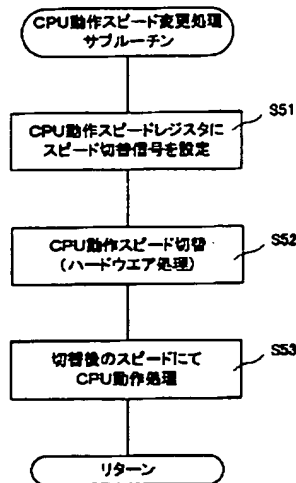 CPU動作スピード変更処理
サブルーチン
S51
CPU動作スピードレジスタに
スピード切替信号を設定
S52
CPU動作スピード切替
(ハードウエア処理)
S53
切替後のスピードにて
CPU動作処理
リターン